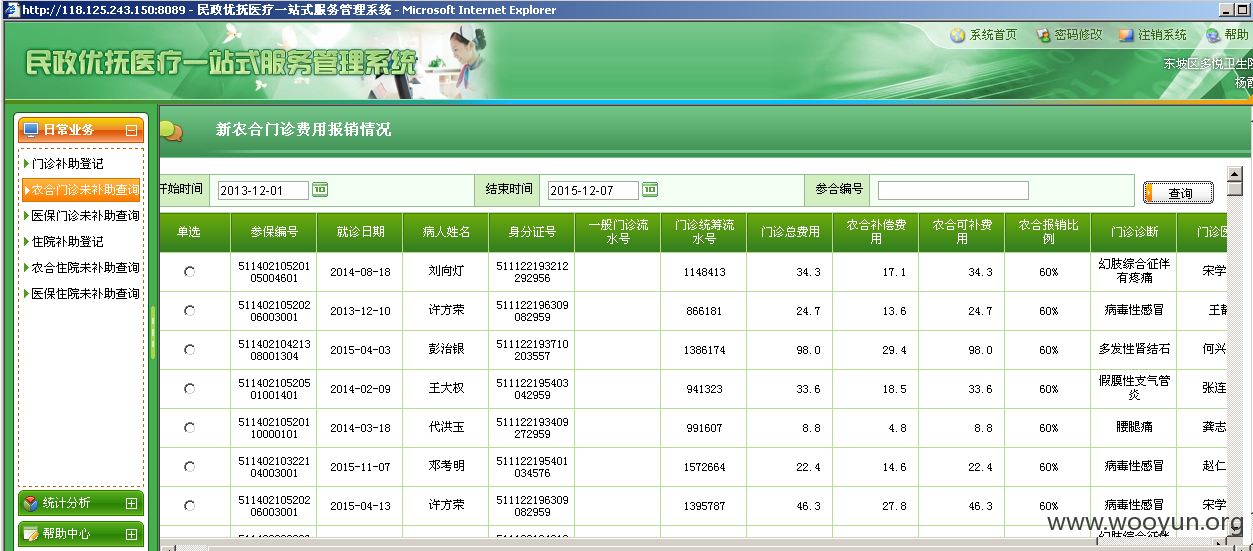 http://118.125.243.150:8089 - 民政优抚医疗一站式服务管理系统 - Microsoft Internet Explorer
民政优抚医疗一站式服务管理系统
系统首页 密码修改 注销系统 帮助
东坡区多悦卫生
日常业务
门诊补助登记
农合门诊未补助查询
医保门诊未补助查询
住院补助登记
农合住院未补助查询
医保住院未补助查询
统计分析
帮助中心
新农合门诊费用报销情况
开始时间 2013-12-01 结束时间 2015-12-07 参合编号 查询
单选 参保编号 就诊日期 病人姓名 身份证号 一般门诊流水号 门诊统筹流水号 门诊总费用 农合补偿费用 农合可补费用 农合报销比例 门诊诊断 门诊
51140210520105004601 2014-08-18 刘向灯 511122193212292956 1148413 34.3 17.1 34.3 60% 幻肢综合征伴有疼痛 宋学
51140210520206003001 2013-12-10 许方荣 511122196309082959 866181 24.7 13.6 24.7 60% 病毒性感冒 王
51140210421308001304 2015-04-03 彭治银 511122193710203557 1386174 98.0 29.4 98.0 60% 多发性肾结石 何兴
51140210520501001401 2014-02-09 王大权 511122195403042959 941323 33.6 18.5 33.6 60% 假膜性支气管炎 张连
51140210520110000101 2014-03-18 代洪玉 511122193409272959 991607 8.8 4.8 8.8 60% 腰腿痛 龚志
51140210322104003001 2015-11-07 邓考明 511122195401034576 1572664 22.4 14.6 22.4 60% 病毒性感冒 赵仁
51140210520206003001 2015-04-13 许方荣 511122196309082959 1395787 46.3 27.8 46.3 60% 病毒性感冒 宋学
www.wooyun.org